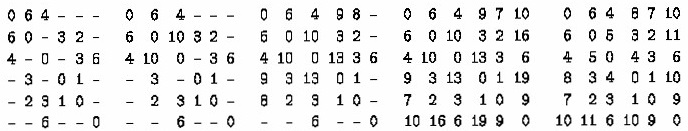 0 6 4 - - -   0 6 4 - - -   0 6 4 9 8 -   0 6 4 9 7 10   0 6 4 8 7 10
6 0 - 3 2 -   6 0 10 3 2 -   6 0 10 3 2 -   6 0 10 3 2 16   6 0 5 3 2 11
4 - 0 - 3 6   4 10 0 - 3 6   4 10 0 13 3 6   4 10 0 13 3 6   4 5 0 4 3 6
- 3 - 0 1 -   - 3 - 0 1 -   9 3 13 0 1 -   9 3 13 0 1 19   8 3 4 0 1 10
- 2 3 1 0 -   - 2 3 1 0 -   8 2 3 1 0 -   7 2 3 1 0 9   7 2 3 1 0 9
- - 6 - - 0   - - 6 - - 0   - - 6 - - 0   10 16 6 19 9 0   10 11 6 10 9 0